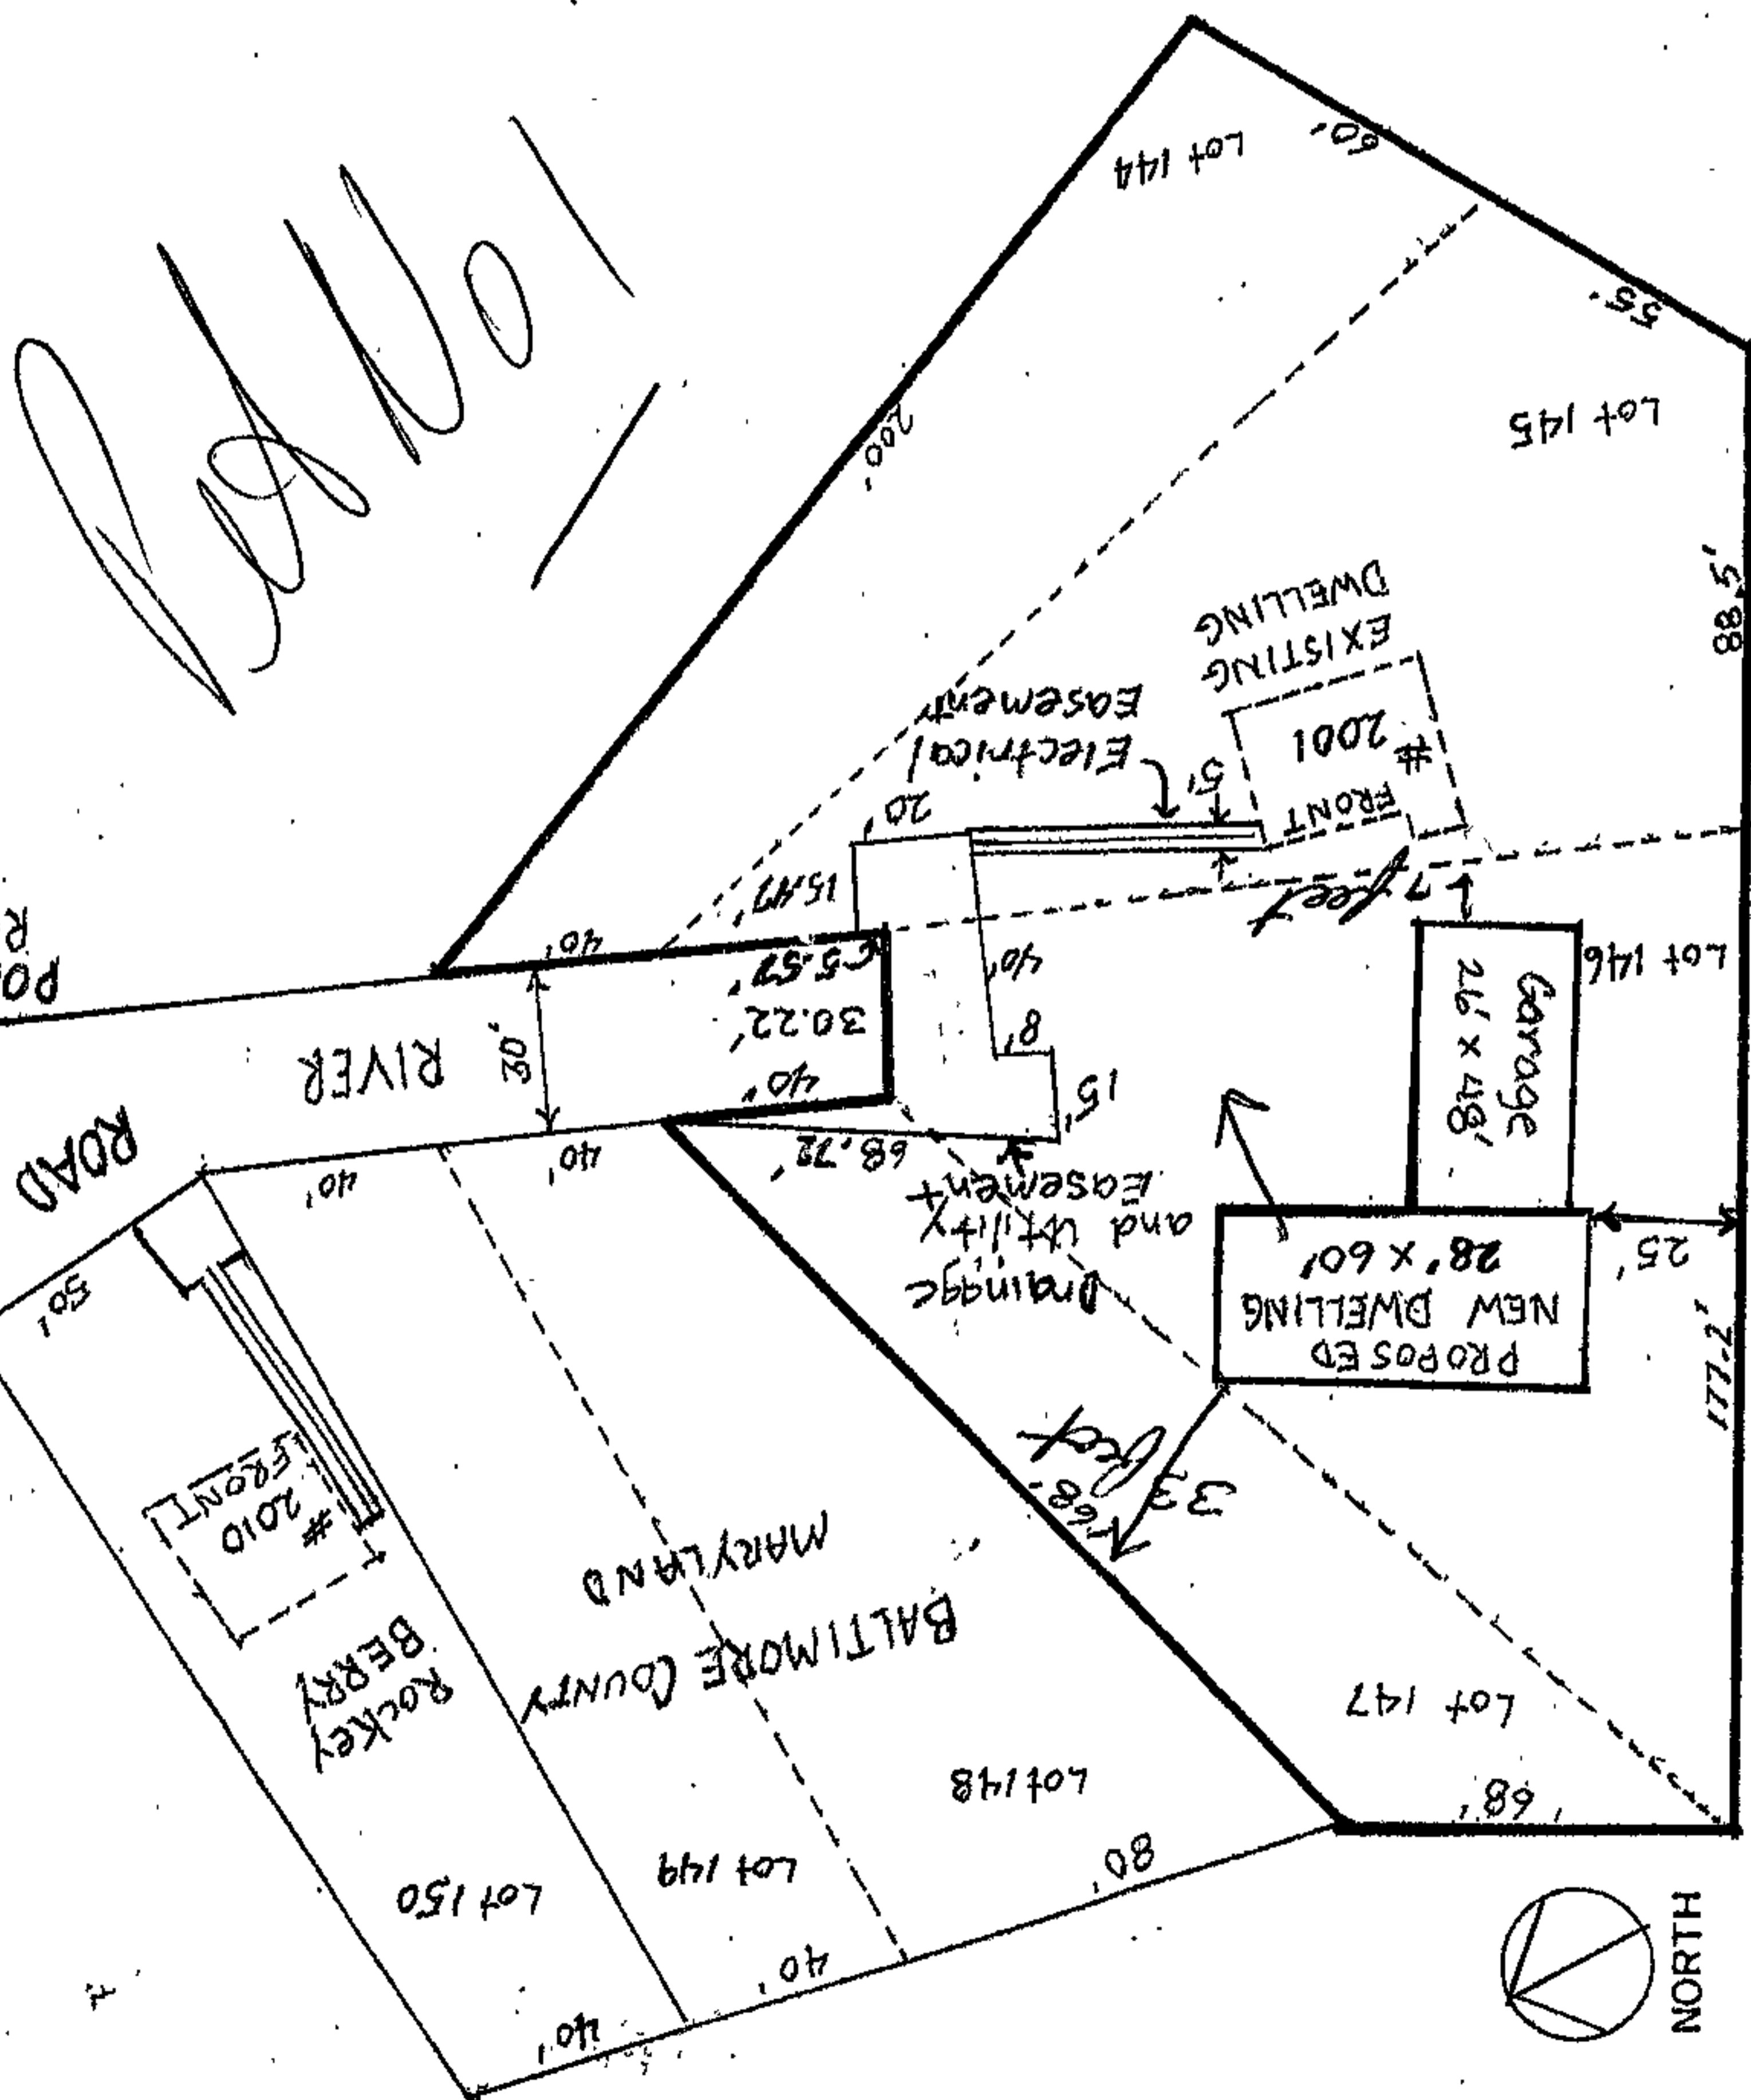 NORTH
Lot 150
Lot 149
Lot 148
Lot 147
40'
40'
80'
68'
ROCKEY
BERRY
# 2010
FRONT
BALTIMORE COUNTY
MARYLAND
168'
33 feet
177.2'
PROPOSED
NEW DWELLING
28' x 60'
25'
Drainage
and Utility
Easement
50'
ROAD
40'
40'
68.72'
15'
8'
40'
RIVER
30'
40'
30.22'
65.57'
40'
15.47'
20'
Garage
26' x 48'
Lot 146
7 feet
FRONT
# 2001
EXISTING
DWELLING
5'
Electrical
Easement
88.5'
Lot 145
200'
55'
Lot 144
60'